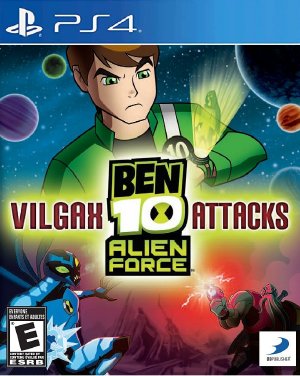 PS4
BEN
VILGAX 10 ATTACKS
ALIEN
FORCE
EVERYONE
E
ESRB
D3PUBLISHER